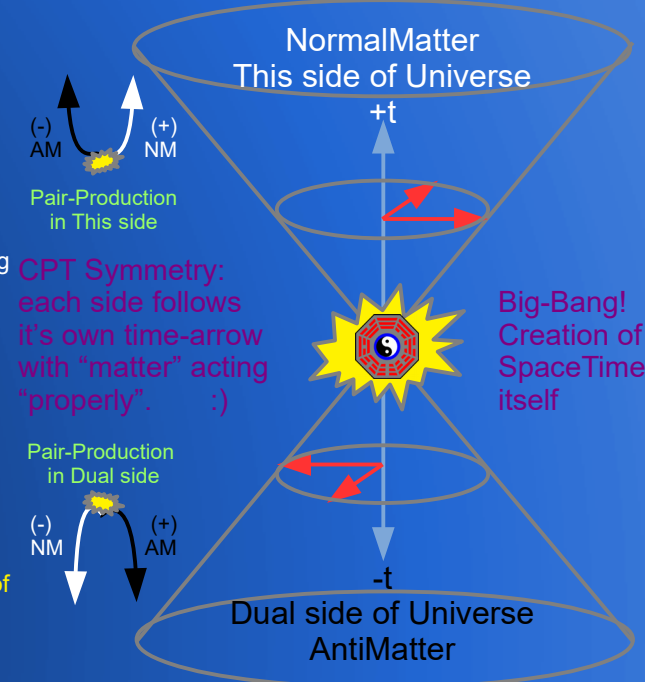 NormalMatter
This side of Universe
+t
(-)
AM
(+)
NM
Pair-Production
in This side
g
CPT Symmetry:
each side follows
it's own time-arrow
with “matter” acting
“properly”. :)
Big-Bang!
Creation of
SpaceTime
itself
Pair-Production
in Dual side
(-)
NM
(+)
AM
of
-t
Dual side of Universe
AntiMatter